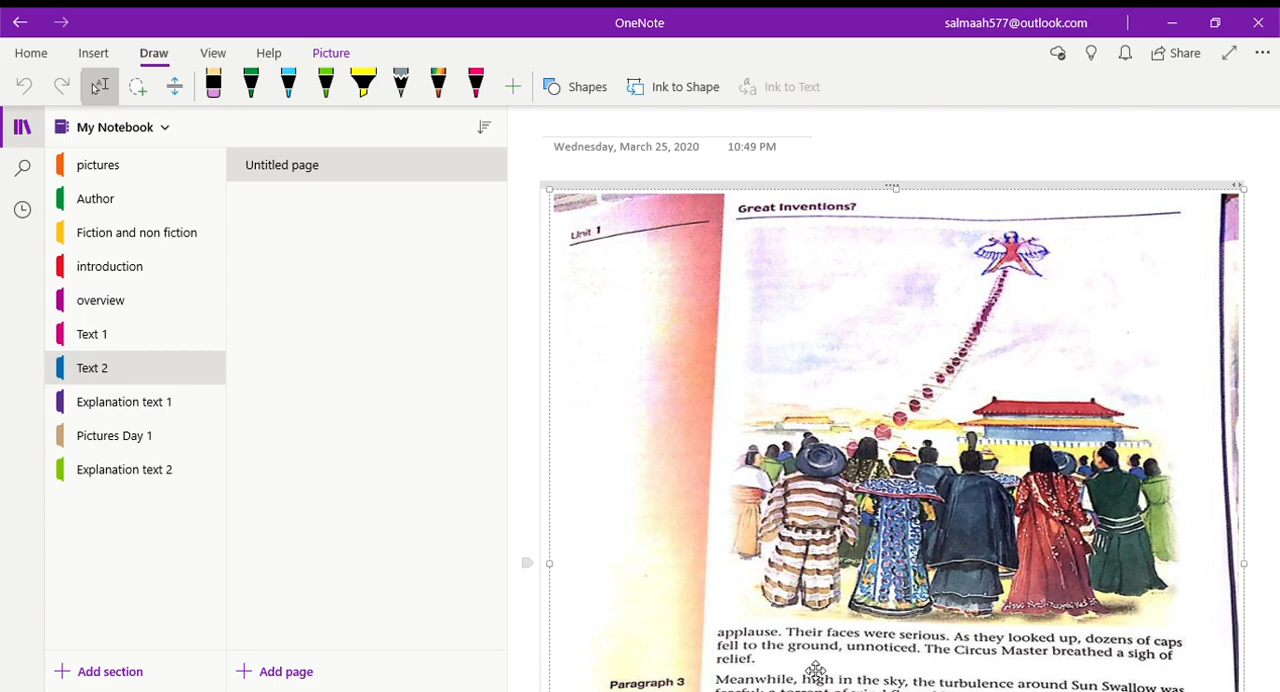 OneNote
salmaah577@outlook.com
Home
Insert
Draw
View
Help
Picture
Share
Shapes
Ink to Shape
Ink to Text
My Notebook
pictures
Author
Fiction and non fiction
introduction
overview
Text 1
Text 2
Explanation text 1
Pictures Day 1
Explanation text 2
Add section
Untitled page
Add page
Wednesday, March 25, 2020 10:49 PM
Unit 1
Great Inventions?
applause. Their faces were serious. As they looked up, dozens of caps
fell to the ground, unnoticed. The Circus Master breathed a sigh of
relief.
Paragraph 3
Meanwhile, high in the sky, the turbulence around Sun Swallow was